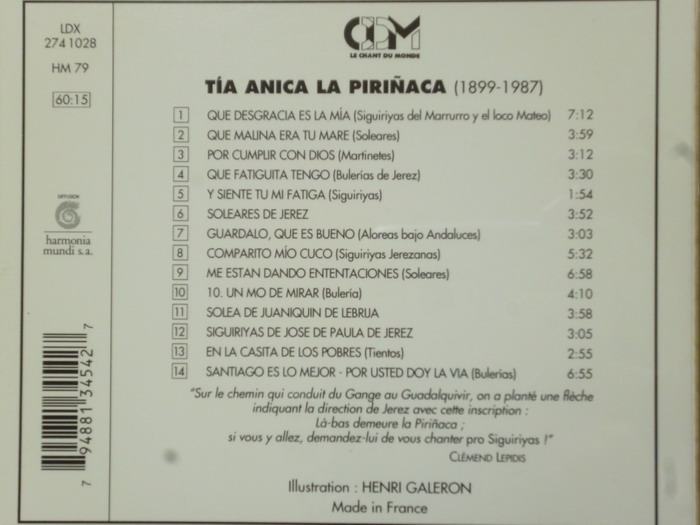 LDX
274 1028
HM 79
60:15
CDM
LE CHANT DU MONDE
TÍA ANICA LA PIRIÑACA (1899-1987)
1 QUE DESGRACIA ES LA MÍA (Siguiriyas del Marrurro y el loco Mateo) 7:12
2 QUE MALINA ERA TU MARE (Soleares) 3:59
3 POR CUMPLIR CON DIOS (Martinetes) 3:12
4 QUE FATIGUITA TENGO (Bulerías de Jerez) 3:30
5 Y SIENTE TU MI FATIGA (Siguiriyas) 1:54
6 SOLEARES DE JEREZ 3:52
7 GUARDALO, QUE ES BUENO (Aloreas bajo Andaluces) 3:03
8 COMPARITO MÍO CUCO (Siguiriyas Jerezanas) 5:32
9 ME ESTAN DANDO ENTENTACIONES (Soleares) 6:58
10 10. UN MO DE MIRAR (Bulería) 4:10
11 SOLEA DE JUANIQUIN DE LEBRIJA 3:58
12 SIGUIRIYAS DE JOSE DE PAULA DE JEREZ 3:05
13 EN LA CASITA DE LOS POBRES (Tientos) 2:55
14 SANTIAGO ES LO MEJOR - POR USTED DOY LA VIA (Bulerias) 6:55
DIFFUSION
harmonia
mundi s.a.
7 94881 34542 7
"Sur le chemin qui conduit du Gange au Guadalquivir, on a planté une flèche
indiquant la direction de Jerez avec cette inscription :
Là-bas demeure la Piriñaca ;
si vous y allez, demandez-lui de vous chanter pro Siguiriyas !"
CLÉMEND LEPIDIS
Illustration : HENRI GALERON
Made in France